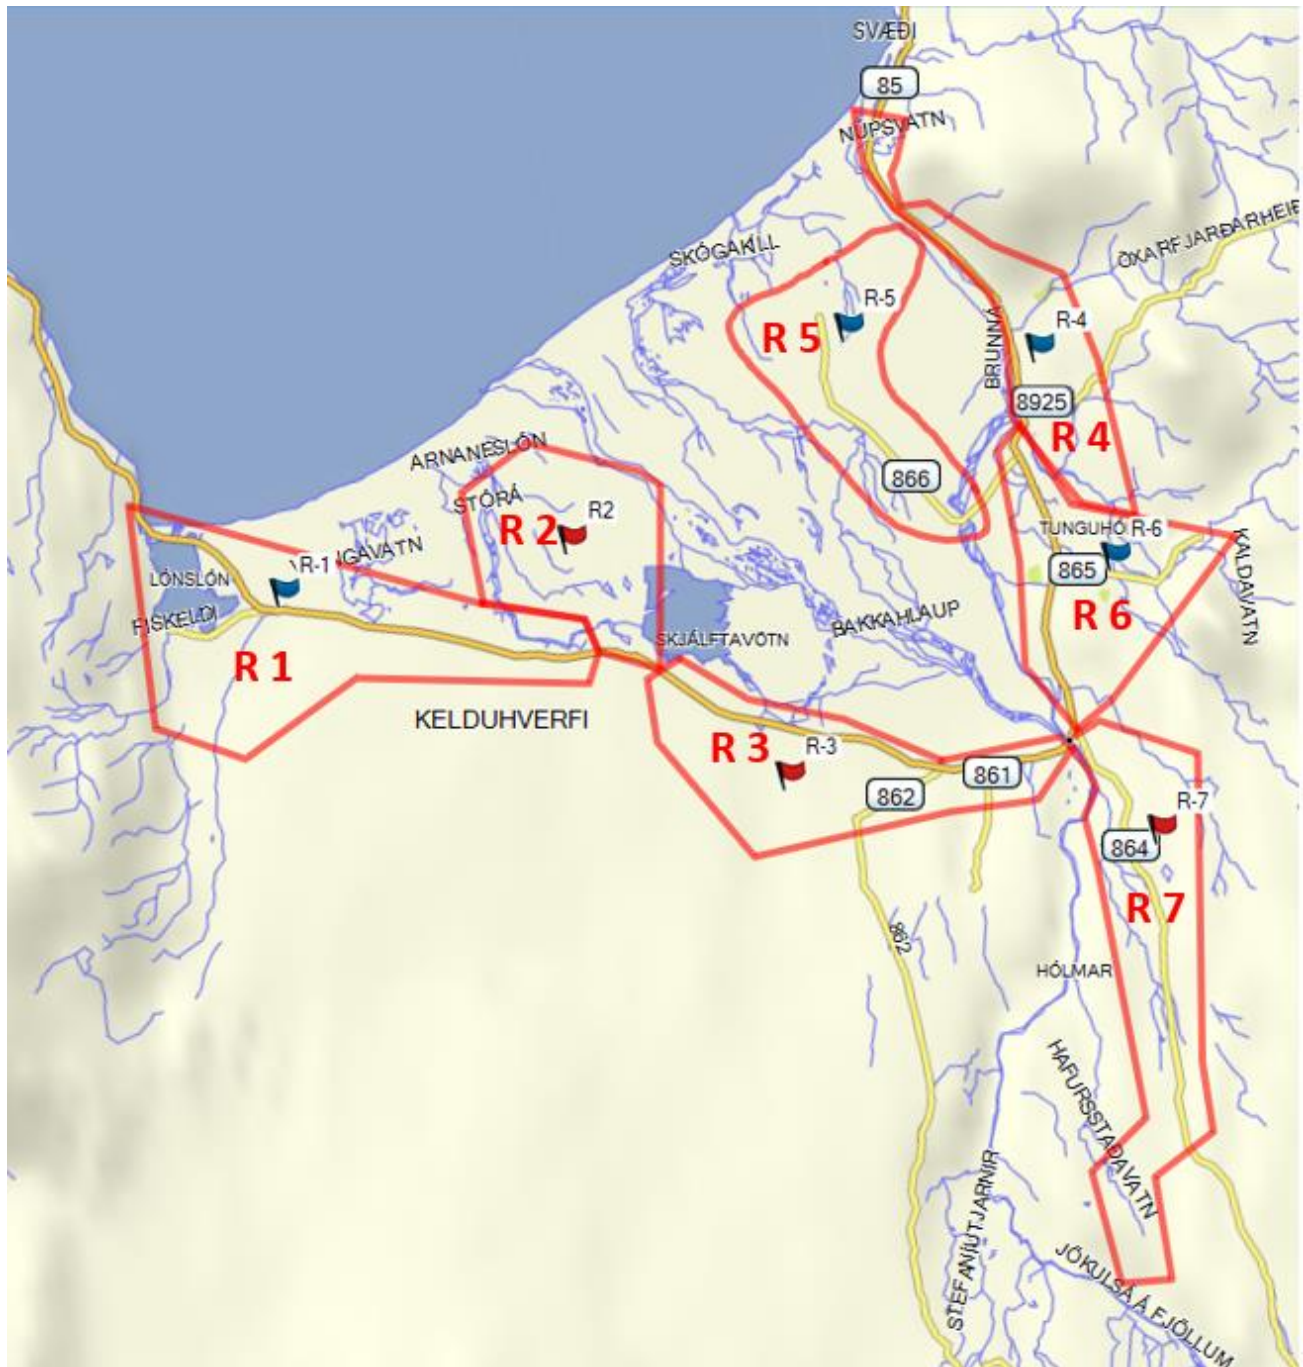 SVÆÐI
85
NÚPSVATN
ÖXARFJARÐARHEIÐ
SKÓGAKÍLL
R-5
R 5
R-4
BRUNNÁ
8925
R 4
ARNANESLÓN
866
STÓRÁ
R2
R 2
TUNGUHÓ
R-6
KALDAVATN
IGAVATN
R-1
LÓNSLÓN
865
FISKELDI
BAKKAHLAUP
R 6
SKJÁLFTAVÖTN
R 1
KELDUHVERFI
R 3
R-3
861
862
R-7
864
R 7
862
HÓLMAR
HAFURSSTAÐAVATN
STEFANÍUTJARNIR
JÖKULSÁ Á FJÖLLUM